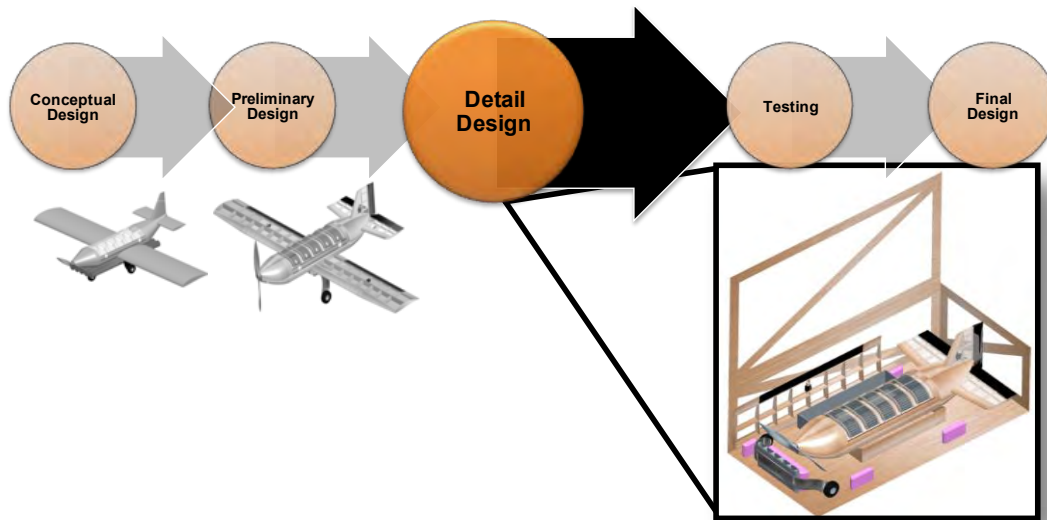 Conceptual
Design
Preliminary
Design
Detail
Design
Testing
Final
Design